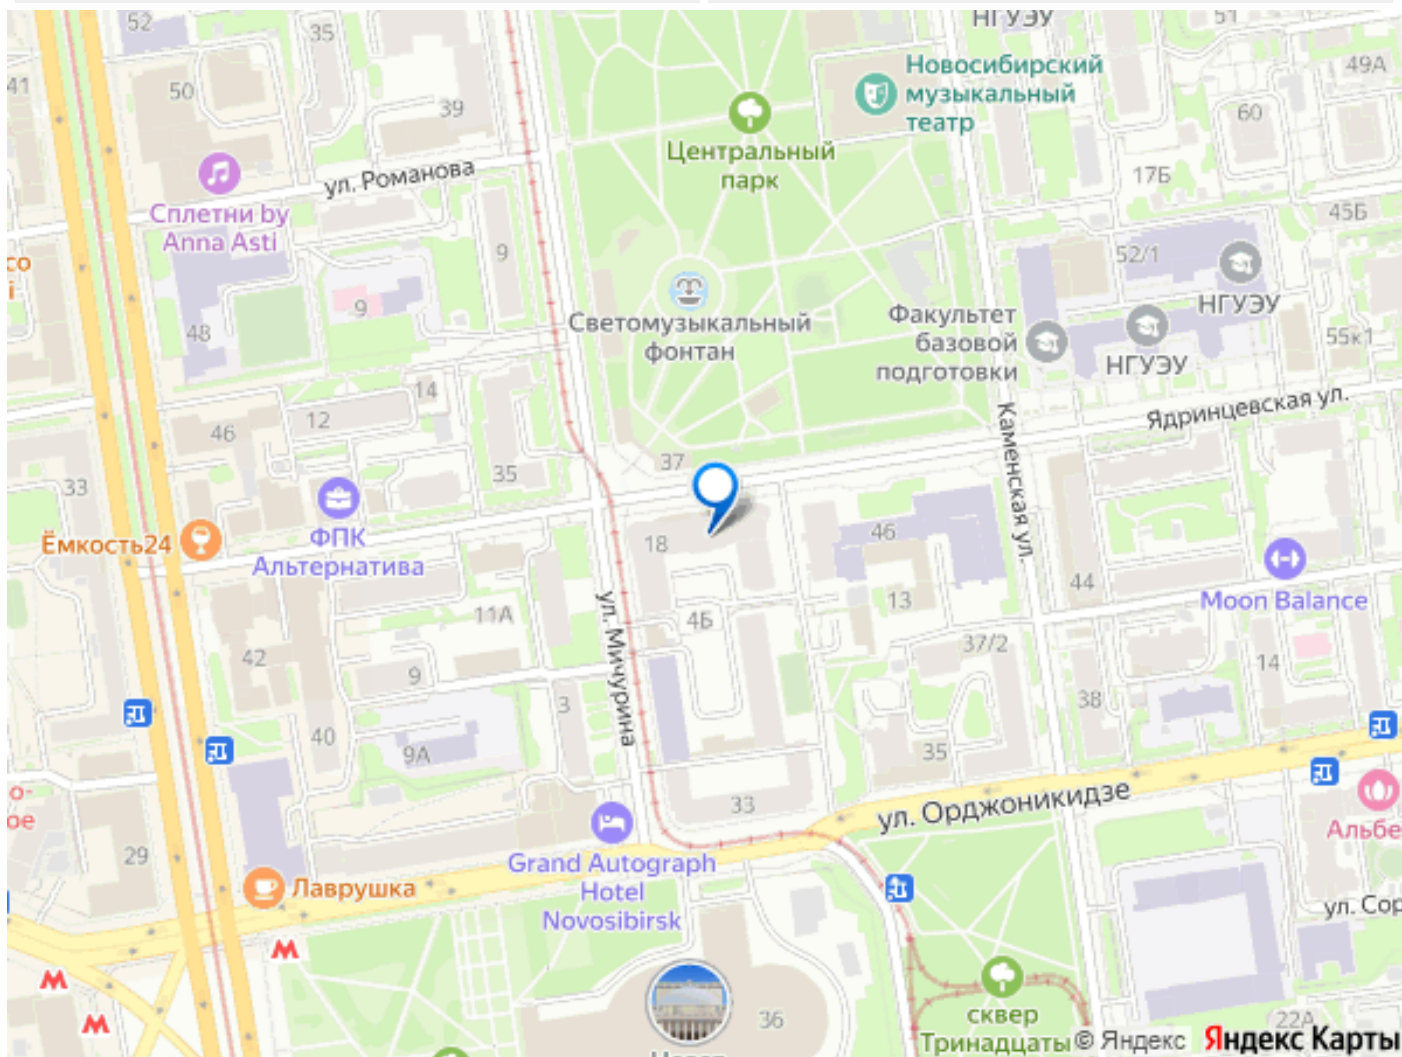 52
35
НГУЭУ
51
41
50
39
Новосибирский
музыкальный
театр
49А
60
Центральный
парк
ул. Романова
17Б
Сплетни by
Anna Asti
9
45Б
52/1
НГУЭУ
9
Светомузыкальный
фонтан
Факультет
базовой
подготовки
НГУЭУ
55к1
48
14
12
46
Ядринцевская ул.
Каменская ул.
37
35
33
ФПК
Альтернатива
Ёмкость24
18
46
44
Moon Balance
13
4Б
11А
ул. Мичурина
37/2
42
9
14
3
38
40
9А
35
33
ул. Орджоникидзе
Альбе
29
Лаврушка
Grand Autograph
Hotel
Novosibirsk
ул. Сор
36
сквер
Тринадцаты
22А
© Яндекс
Яндекс Карты